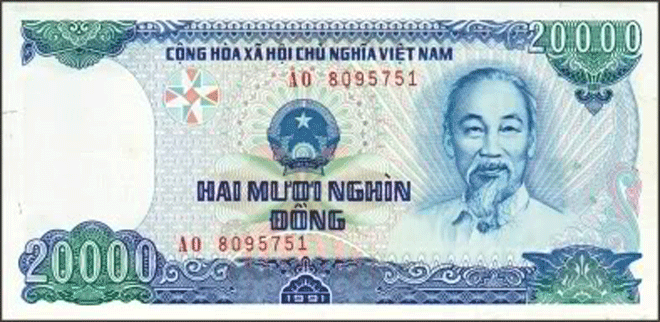 20000
CỘNG HÒA XÃ HỘI CHỦ NGHĨA VIỆT NAM
AO 8095751
HAI MƯƠI NGHÌN
ĐỒNG
AO 8095751
20000
1991